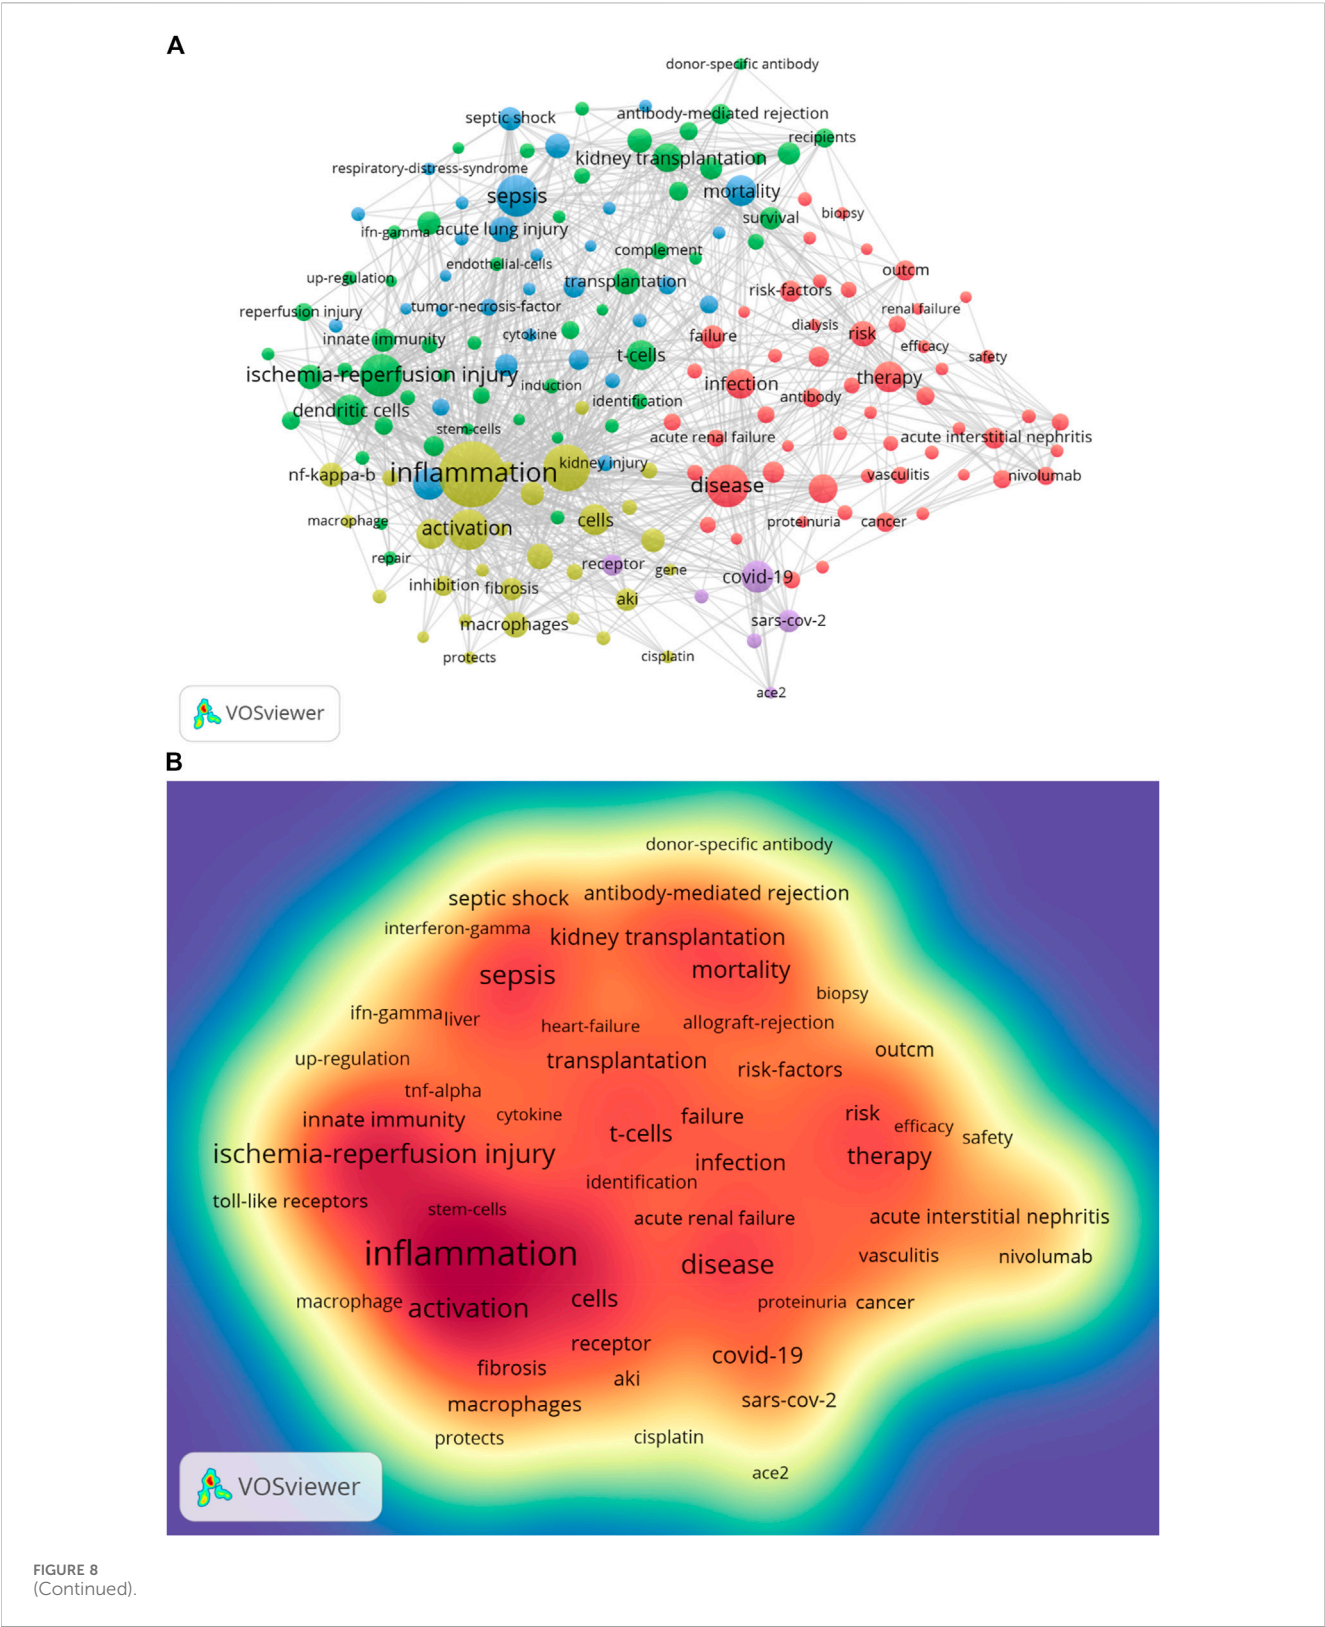 A
donor-specific antibody
septic shock
antibody-mediated rejection
recipients
kidney transplantation
respiratory-distress-syndrome
sepsis
mortality
biopsy
survival
ifn-gamma
acute lung injury
complement
endothelial-cells
outcm
up-regulation
transplantation
risk-factors
reperfusion injury
tumor-necrosis-factor
renal failure
dialysis
innate immunity
cytokine
failure
risk
efficacy
t-cells
safety
ischemia-reperfusion injury
induction
infection
therapy
identification
antibody
dendritic cells
stem-cells
acute renal failure
acute interstitial nephritis
nf-kappa-b
inflammation
kidney injury
disease
vasculitis
nivolumab
macrophage
activation
cells
proteinuria
cancer
repair
receptor
gene
covid-19
inhibition
fibrosis
aki
macrophages
sars-cov-2
protects
cisplatin
ace2
VOSviewer
B
donor-specific antibody
septic shock
antibody-mediated rejection
interferon-gamma
kidney transplantation
sepsis
mortality
biopsy
ifn-gamma
liver
heart-failure
allograft-rejection
up-regulation
transplantation
outcm
risk-factors
tnf-alpha
innate immunity
cytokine
failure
risk
efficacy
t-cells
safety
ischemia-reperfusion injury
infection
therapy
identification
toll-like receptors
stem-cells
acute renal failure
acute interstitial nephritis
inflammation
disease
vasculitis
nivolumab
macrophage
activation
cells
proteinuria
cancer
receptor
covid-19
fibrosis
aki
macrophages
sars-cov-2
protects
cisplatin
ace2
VOSviewer
FIGURE 8
(Continued).